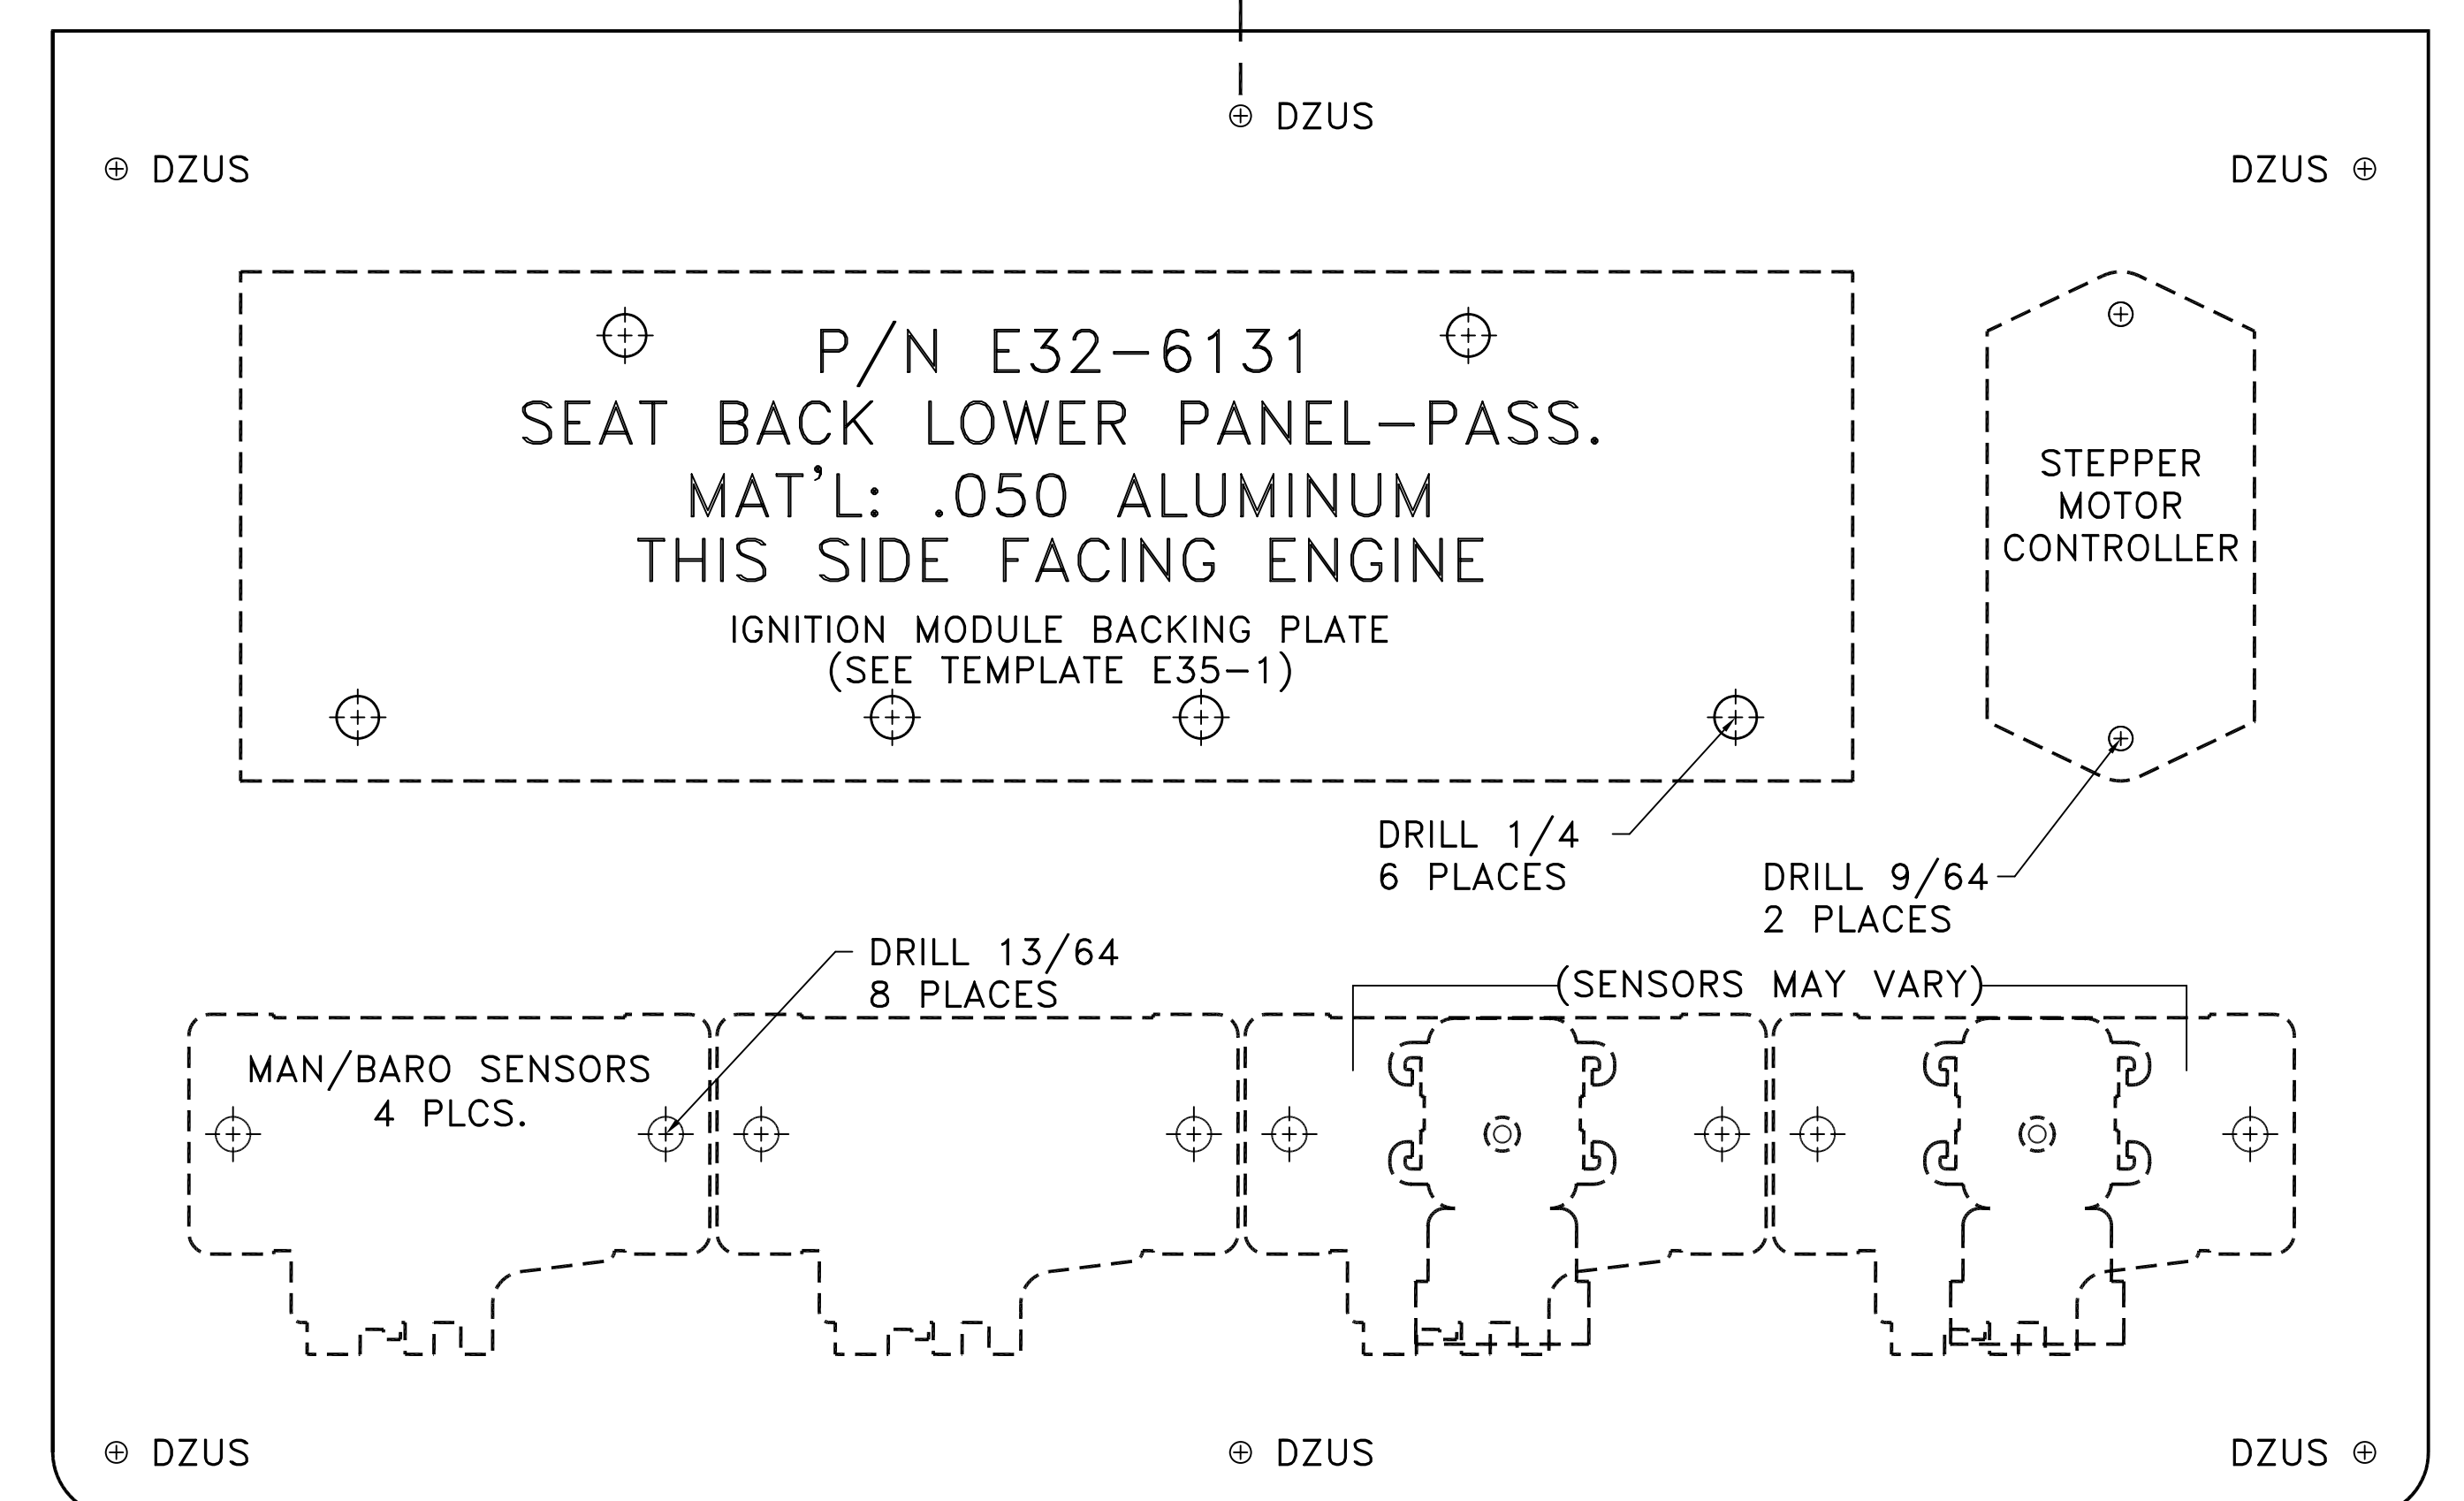 DZUS
DZUS
DZUS
P/N E32-6131
SEAT BACK LOWER PANEL-PASS.
MAT'L: .050 ALUMINUM
THIS SIDE FACING ENGINE
IGNITION MODULE BACKING PLATE
(SEE TEMPLATE E35-1)
STEPPER
MOTOR
CONTROLLER
DRILL 1/4
6 PLACES
DRILL 9/64
2 PLACES
DRILL 13/64
8 PLACES
(SENSORS MAY VARY)
MAN/BARO SENSORS
4 PLCS.
DZUS
DZUS
DZUS